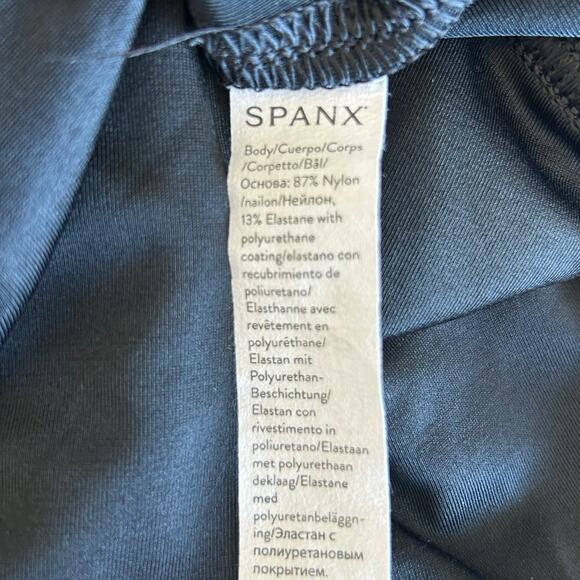 SPANX
Body/Cuerpo/Corps
/Corpetto/Bål/
Основа: 87% Nylon
/nailon/Нейлон,
13% Elastane with
polyurethane
coating/elastano con
recubrimiento de
poliuretano/
Elasthanne avec
revêtement en
polyuréthane/
Elastan mit
Polyurethan-
Beschichtung/
Elastan con
rivestimento in
poliuretano/Elastaan
met polyurethaan
deklaag/Elastane
med
polyuretanbeläggn-
ing/Эластан с
полиуретановым
покрытием.